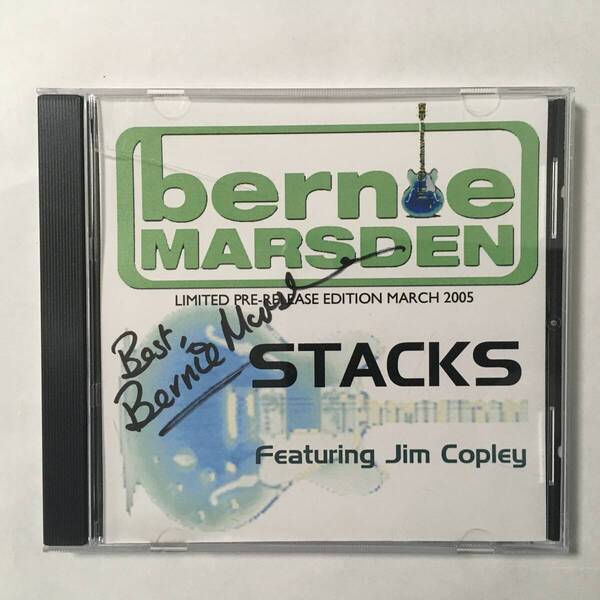 bernie
MARSDEN
LIMITED PRE-RELEASE EDITION MARCH 2005
Best,
Bernie Marsden
STACKS
Featuring Jim Copley